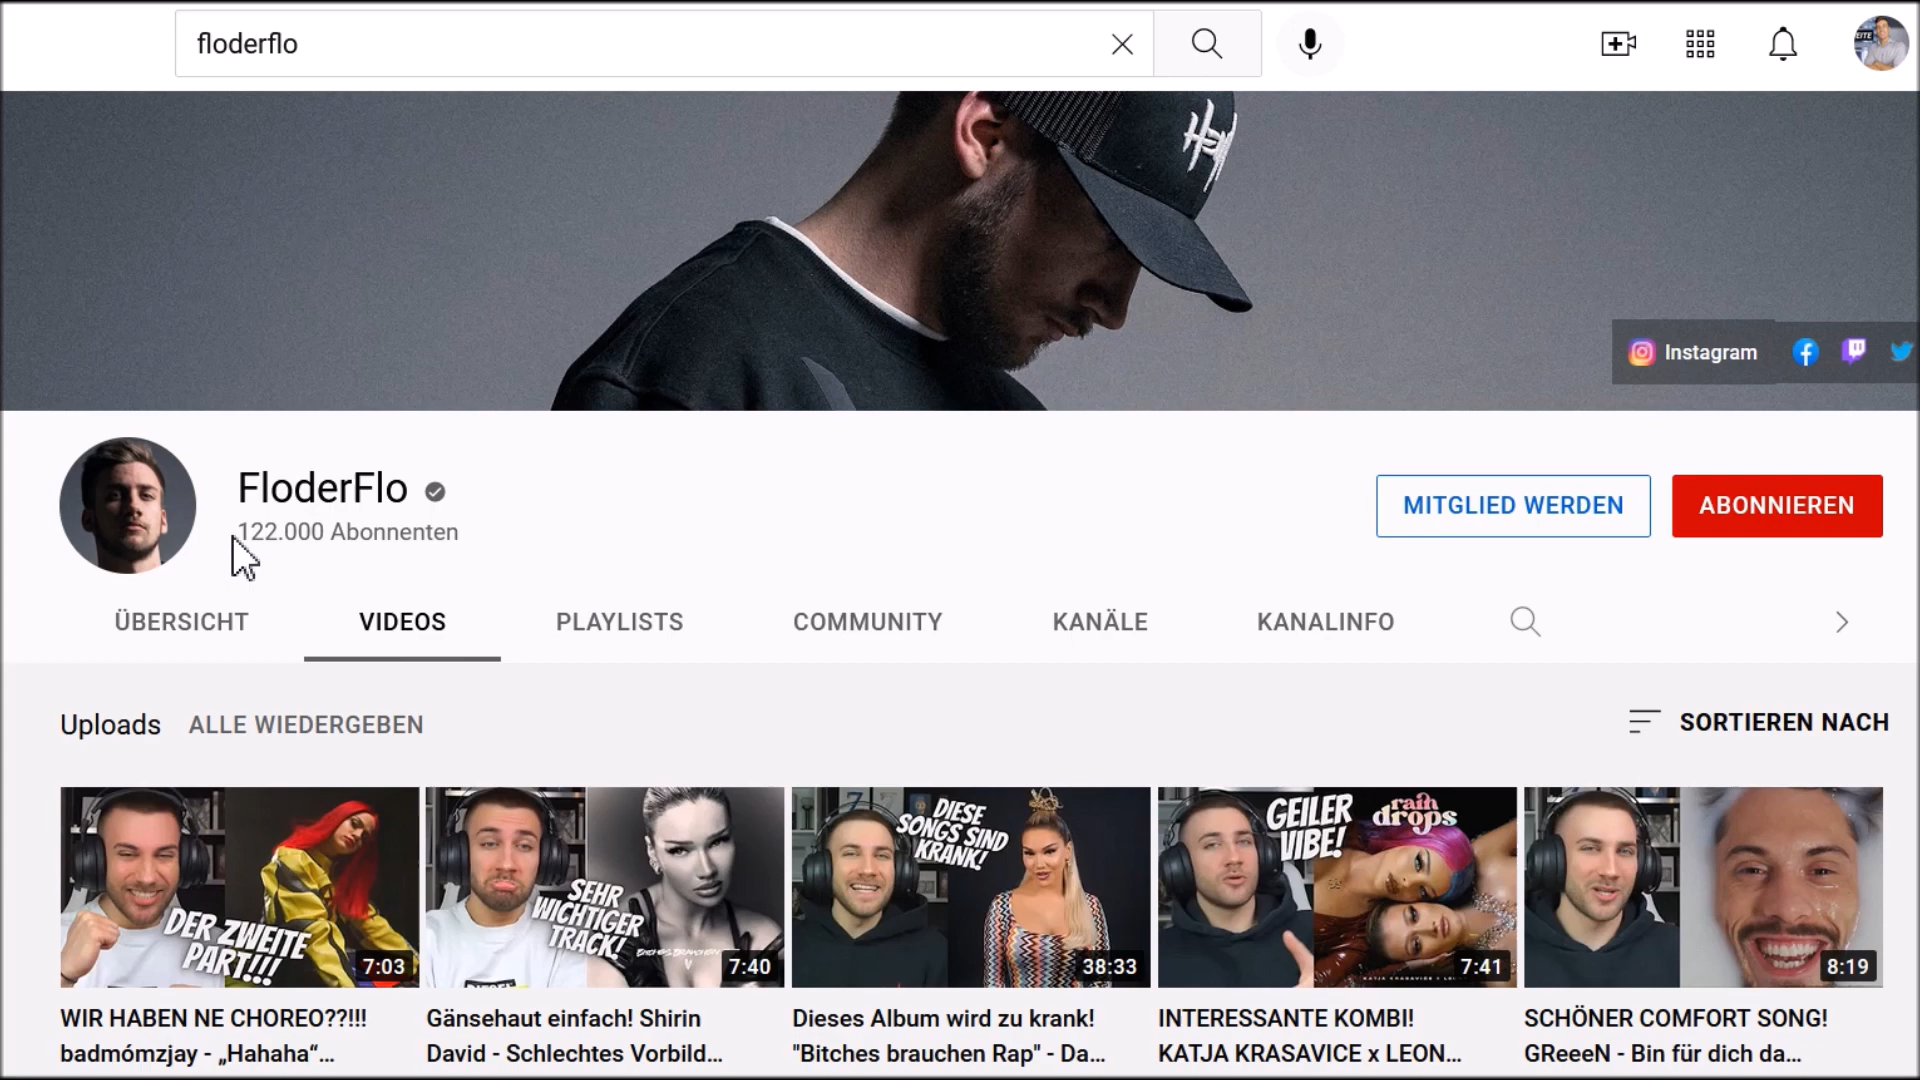 floderflo
Instagram
FloderFlo
122.000 Abonnenten
MITGLIED WERDEN
ABONNIEREN
ÜBERSICHT
VIDEOS
PLAYLISTS
COMMUNITY
KANÄLE
KANALINFO
Uploads
ALLE WIEDERGEBEN
SORTIEREN NACH
DER ZWEITE
PART!!!
7:03
SEHR
WICHTIGER
TRACK!
7:40
DIESE
SONGS SIND
KRANK!
38:33
GEILER
VIBE!
rain
drops
7:41
8:19
WIR HABEN NE CHOREO??!!!
badmómzjay - „Hahaha“...
Gänsehaut einfach! Shirin
David - Schlechtes Vorbild...
Dieses Album wird zu krank!
"Bitches brauchen Rap" - Da...
INTERESSANTE KOMBI!
KATJA KRASAVICE x LEON...
SCHÖNER COMFORT SONG!
GReeeN - Bin für dich da...